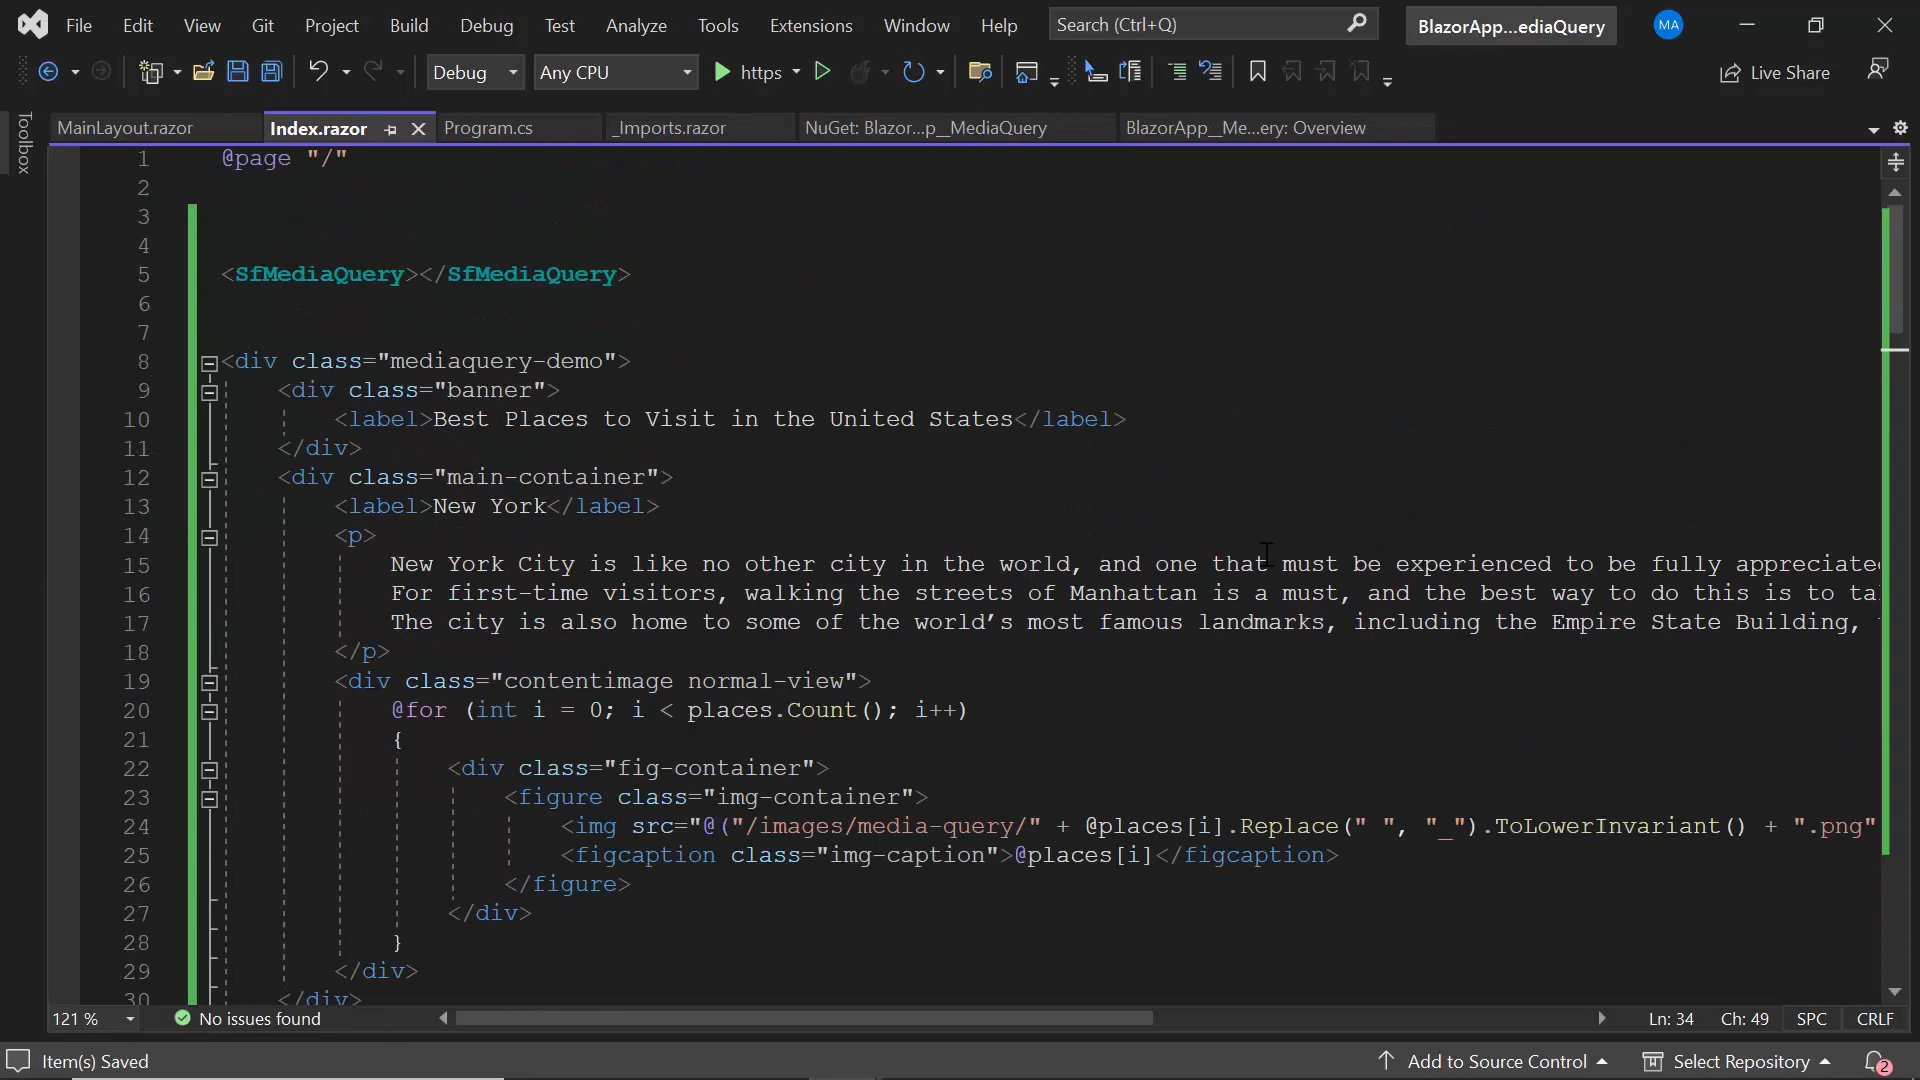 File Edit View Git Project Build Debug Test Analyze Tools Extensions Window Help Search (Ctrl+Q) BlazorApp...ediaQuery MA
Debug Any CPU https Live Share
Toolbox
MainLayout.razor Index.razor Program.cs _Imports.razor NuGet: Blazor...p__MediaQuery BlazorApp__Me...ery: Overview
1 @page "/"
2
3
4
5 <SfMediaQuery></SfMediaQuery>
6
7
8 <div class="mediaquery-demo">
9 <div class="banner">
10 <label>Best Places to Visit in the United States</label>
11 </div>
12 <div class="main-container">
13 <label>New York</label>
14 <p>
15 New York City is like no other city in the world, and one that must be experienced to be fully appreciated
16 For first-time visitors, walking the streets of Manhattan is a must, and the best way to do this is to ta
17 The city is also home to some of the world’s most famous landmarks, including the Empire State Building,
18 </p>
19 <div class="contentimage normal-view">
20 @for (int i = 0; i < places.Count(); i++)
21 {
22 <div class="fig-container">
23 <figure class="img-container">
24 <img src="@("/images/media-query/" + @places[i].Replace(" ", "_").ToLowerInvariant() + ".png"
25 <figcaption class="img-caption">@places[i]</figcaption>
26 </figure>
27 </div>
28 }
29 </div>
30 </div>
121 % No issues found Ln: 34 Ch: 49 SPC CRLF
Item(s) Saved Add to Source Control Select Repository 2